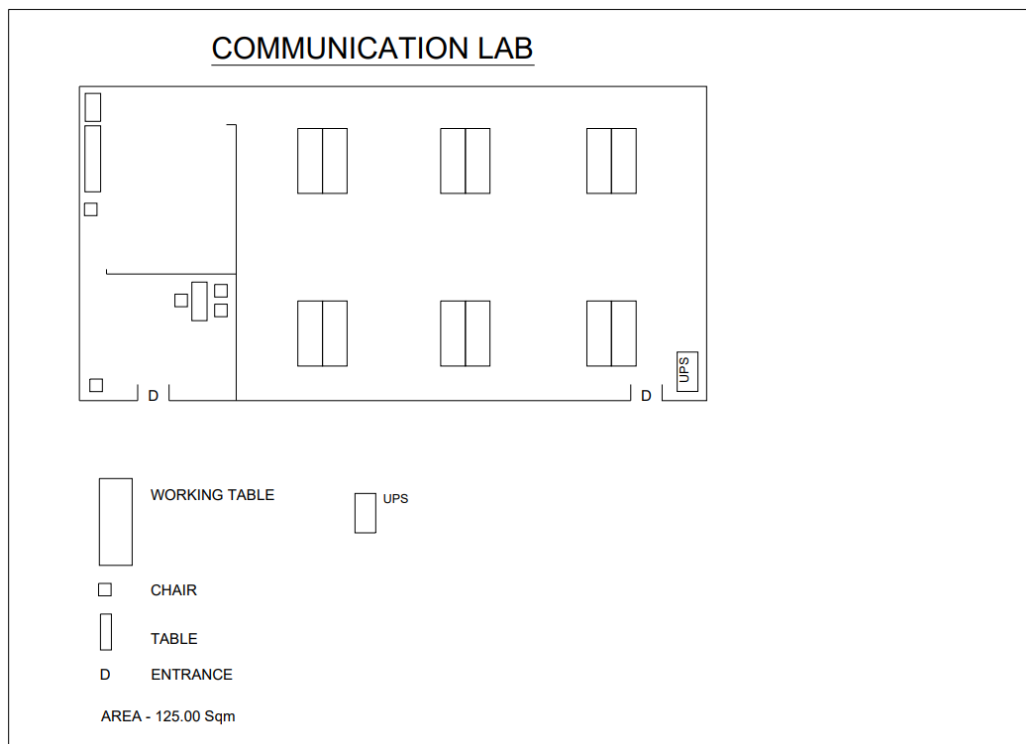 COMMUNICATION LAB
UPS
D
D
WORKING TABLE
UPS
CHAIR
TABLE
D ENTRANCE
AREA - 125.00 Sqm